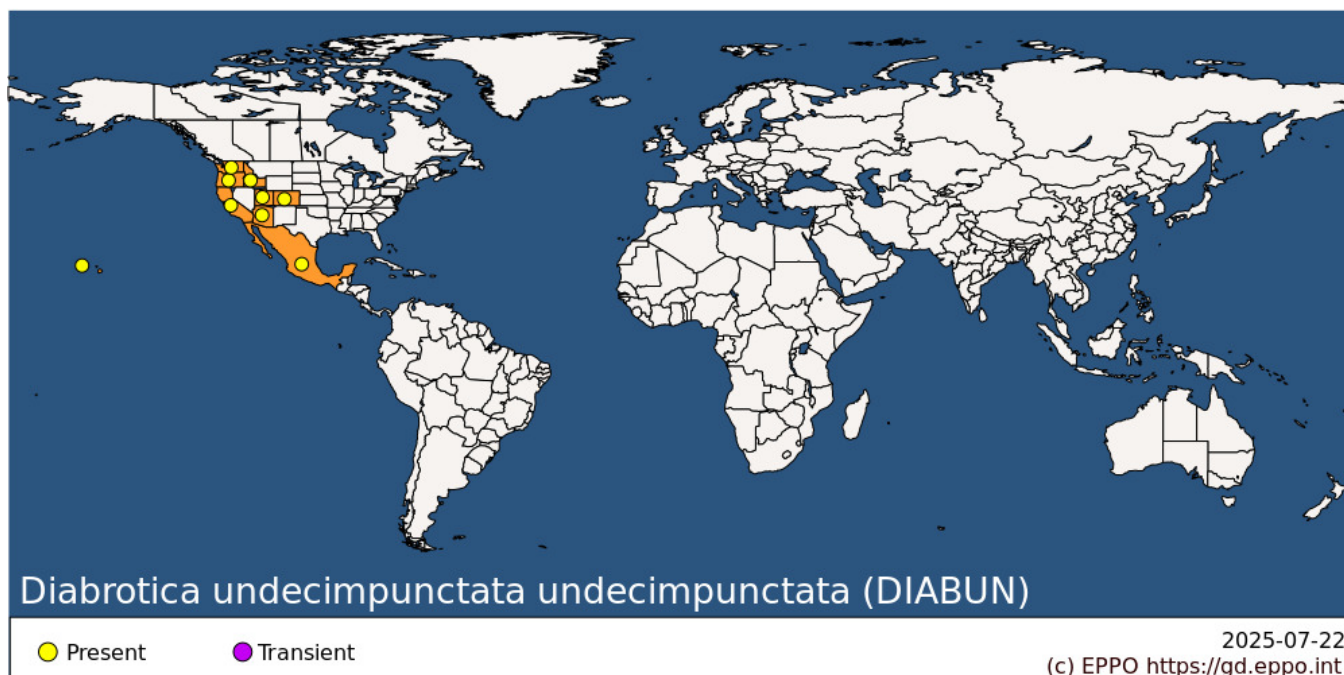 Diabrotica undecimpunctata undecimpunctata (DIABUN)
Present
Transient
2025-07-22
(c) EPPO https://gd.eppo.int